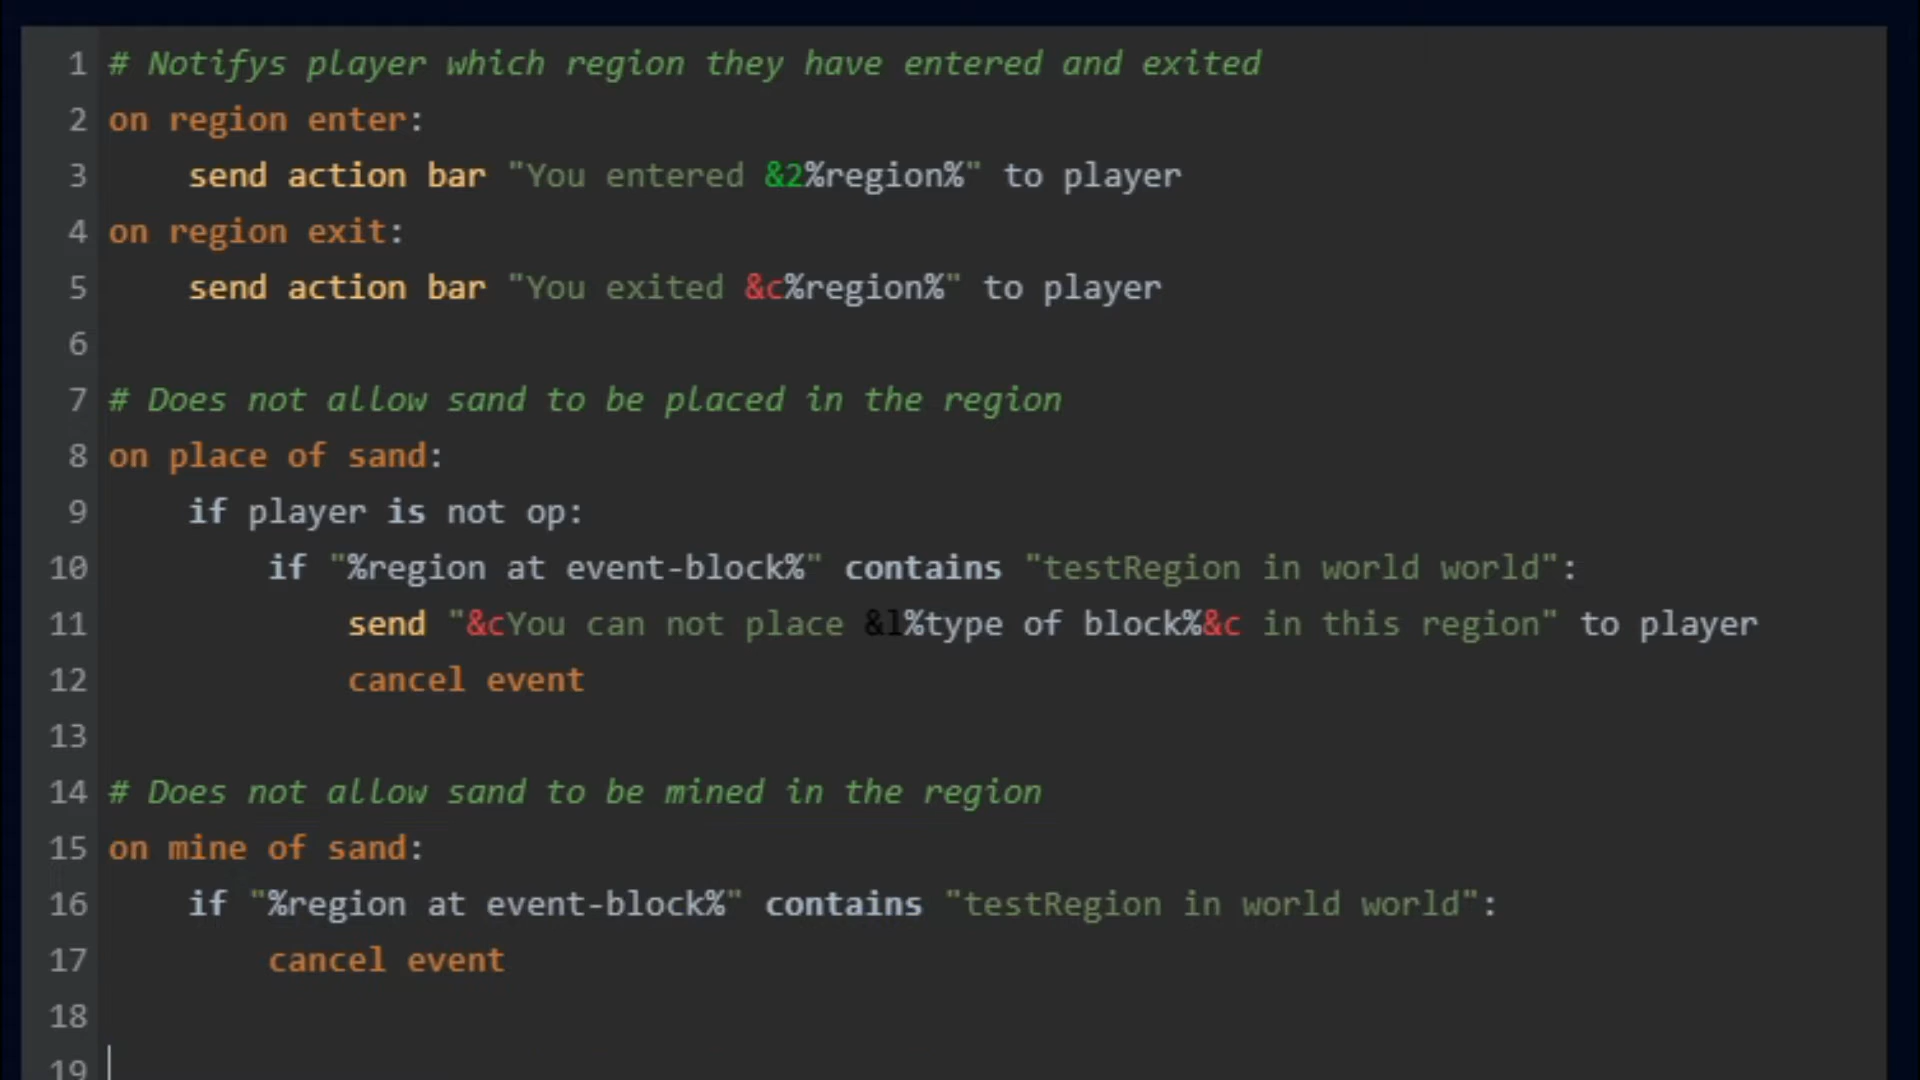 1 # Notifys player which region they have entered and exited
2 on region enter:
3     send action bar "You entered &2%region%" to player
4 on region exit:
5     send action bar "You exited &c%region%" to player
6
7 # Does not allow sand to be placed in the region
8 on place of sand:
9     if player is not op:
10         if "%region at event-block%" contains "testRegion in world world":
11             send "&cYou can not place &l%type of block%&c in this region" to player
12             cancel event
13
14 # Does not allow sand to be mined in the region
15 on mine of sand:
16     if "%region at event-block%" contains "testRegion in world world":
17         cancel event
18
19